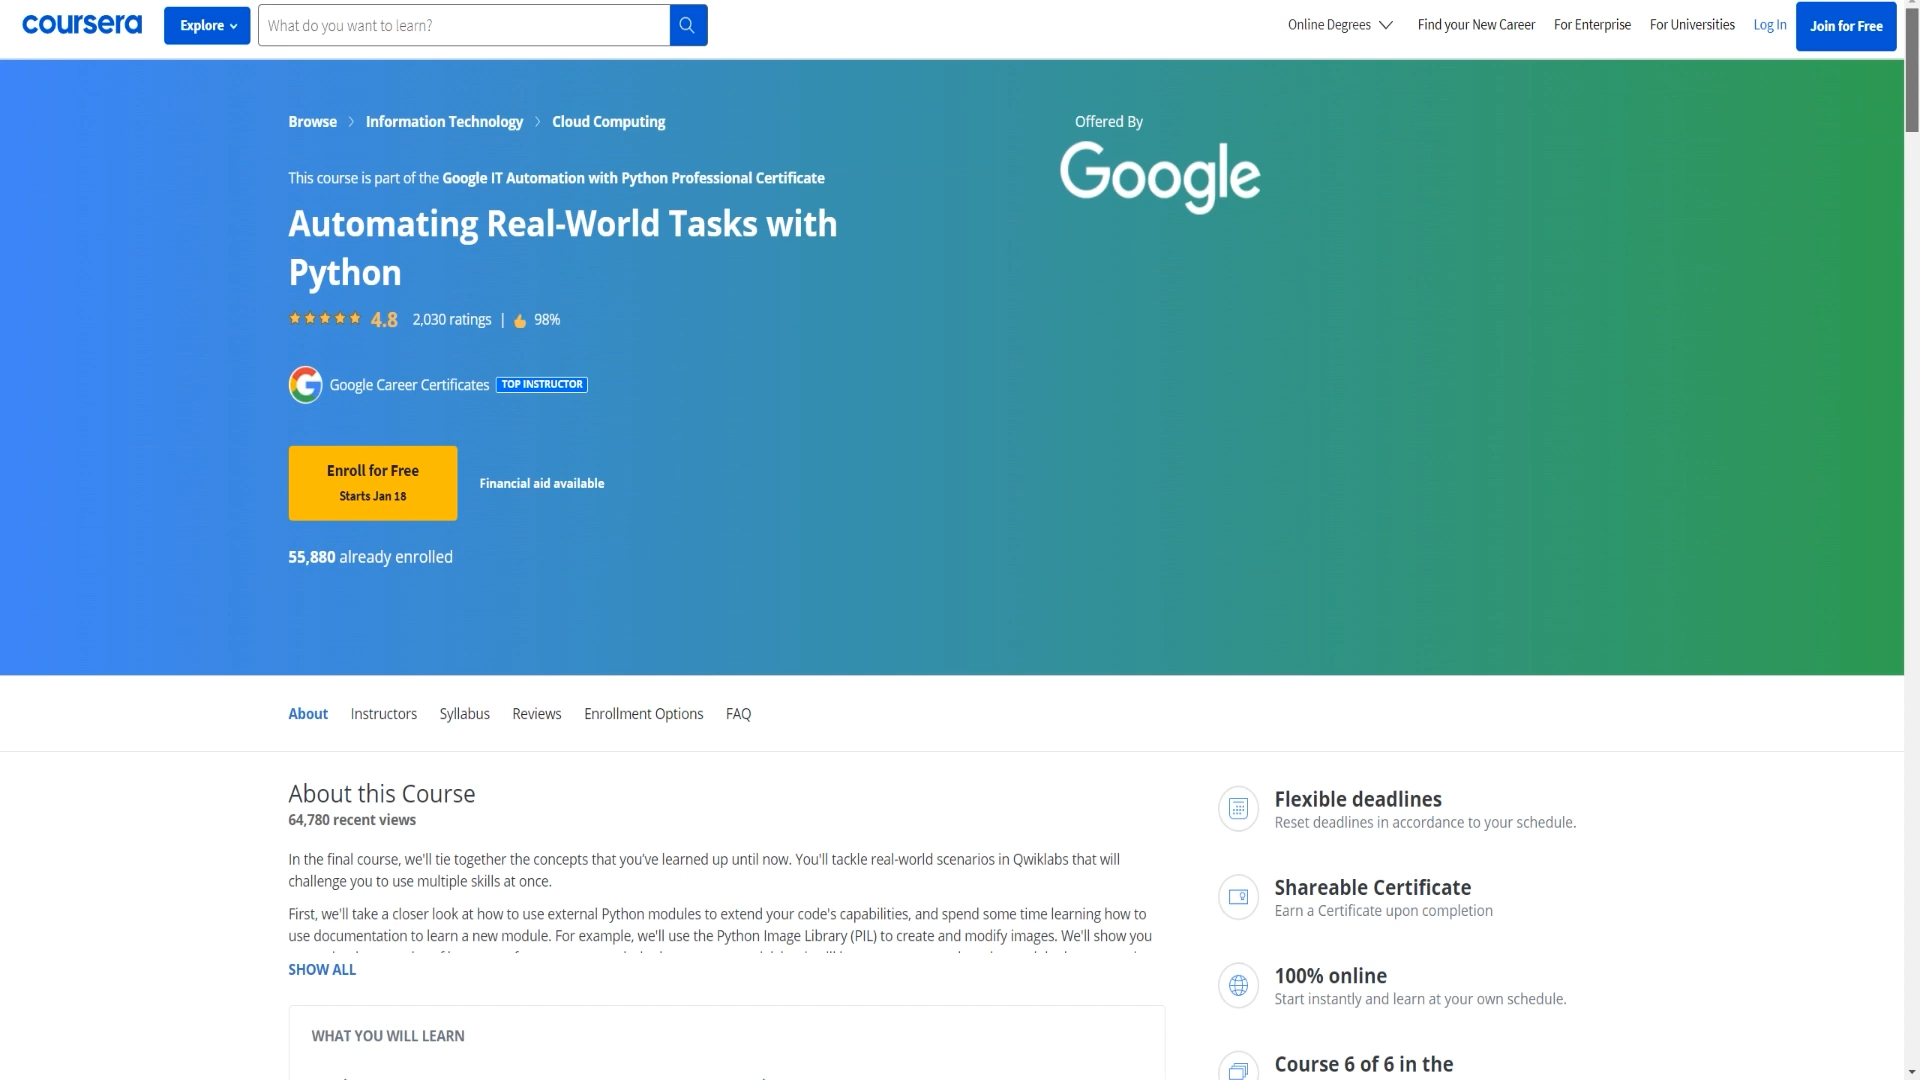 coursera
Explore
What do you want to learn?
Online Degrees
Find your New Career
For Enterprise
For Universities
Log In
Join for Free
Browse > Information Technology > Cloud Computing
Offered By
Google
This course is part of the Google IT Automation with Python Professional Certificate
Automating Real-World Tasks with
Python
4.8 2,030 ratings | 98%
Google Career Certificates TOP INSTRUCTOR
Enroll for Free
Starts Jan 18
Financial aid available
55,880 already enrolled
About Instructors Syllabus Reviews Enrollment Options FAQ
About this Course
64,780 recent views
In the final course, we'll tie together the concepts that you've learned up until now. You'll tackle real-world scenarios in Qwiklabs that will
challenge you to use multiple skills at once.
First, we'll take a closer look at how to use external Python modules to extend your code's capabilities, and spend some time learning how to
use documentation to learn a new module. For example, we'll use the Python Image Library (PIL) to create and modify images. We'll show you
SHOW ALL
WHAT YOU WILL LEARN
Flexible deadlines
Reset deadlines in accordance to your schedule.
Shareable Certificate
Earn a Certificate upon completion
100% online
Start instantly and learn at your own schedule.
Course 6 of 6 in the